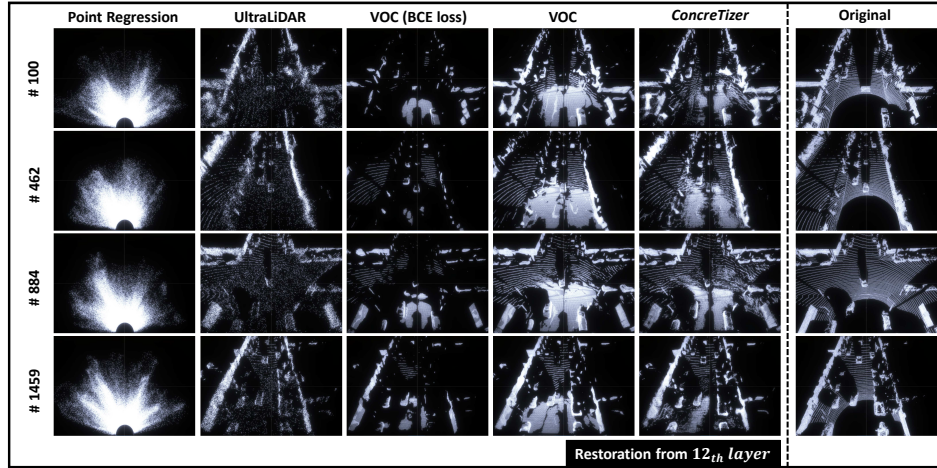 Point Regression UltraLiDAR VOC (BCE loss) VOC ConcreTizer Original
# 100
# 462
# 884
# 1459
Restoration from 12th layer